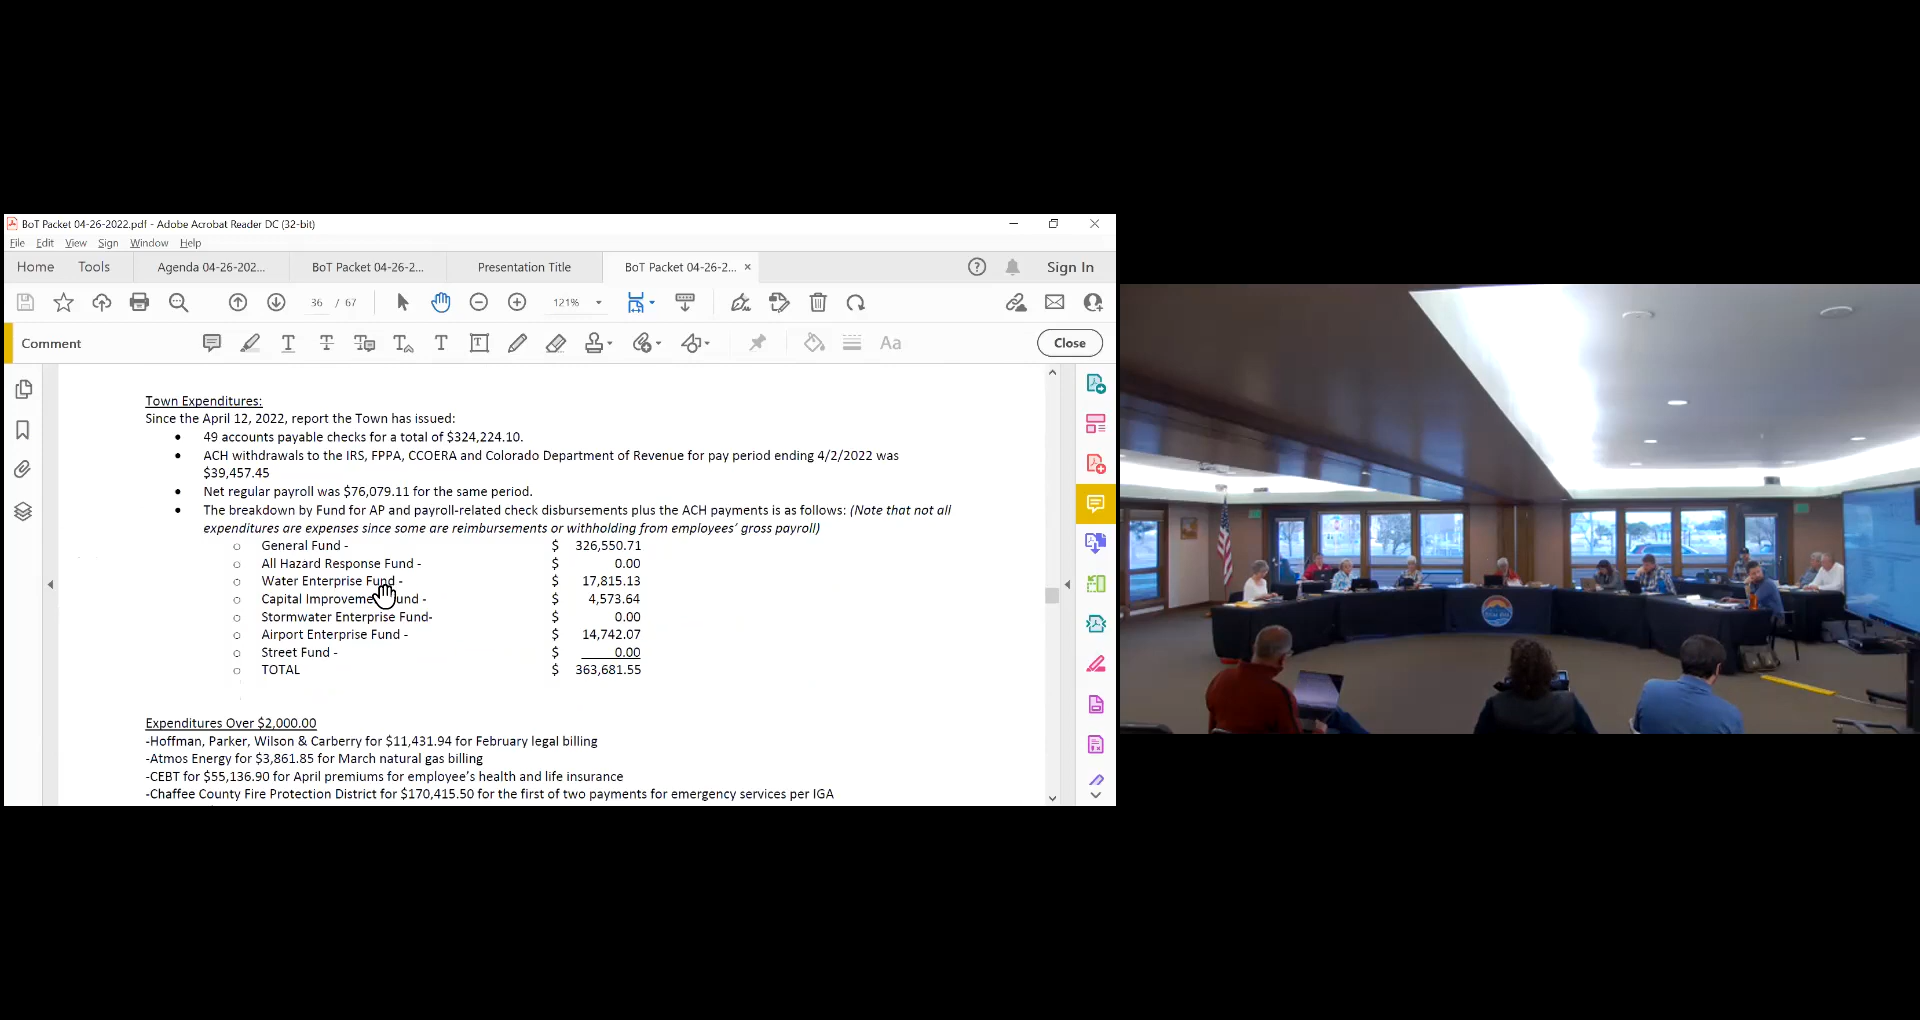 BoT Packet 04-26-2022.pdf - Adobe Acrobat Reader DC (32-bit)
File Edit View Sign Window Help
Home Tools Agenda 04-26-202... BoT Packet 04-26-2... Presentation Title BoT Packet 04-26-2... × Sign In
36 / 67 121%
Comment Close
Town Expenditures:
Since the April 12, 2022, report the Town has issued:
• 49 accounts payable checks for a total of $324,224.10.
• ACH withdrawals to the IRS, FPPA, CCOERA and Colorado Department of Revenue for pay period ending 4/2/2022 was
$39,457.45
• Net regular payroll was $76,079.11 for the same period.
• The breakdown by Fund for AP and payroll-related check disbursements plus the ACH payments is as follows: (Note that not all
expenditures are expenses since some are reimbursements or withholding from employees' gross payroll)
○ General Fund - $ 326,550.71
○ All Hazard Response Fund - $ 0.00
○ Water Enterprise Fund - $ 17,815.13
○ Capital Improvement Fund - $ 4,573.64
○ Stormwater Enterprise Fund- $ 0.00
○ Airport Enterprise Fund - $ 14,742.07
○ Street Fund - $ 0.00
○ TOTAL $ 363,681.55
Expenditures Over $2,000.00
-Hoffman, Parker, Wilson & Carberry for $11,431.94 for February legal billing
-Atmos Energy for $3,861.85 for March natural gas billing
-CEBT for $55,136.90 for April premiums for employee's health and life insurance
-Chaffee County Fire Protection District for $170,415.50 for the first of two payments for emergency services per IGA